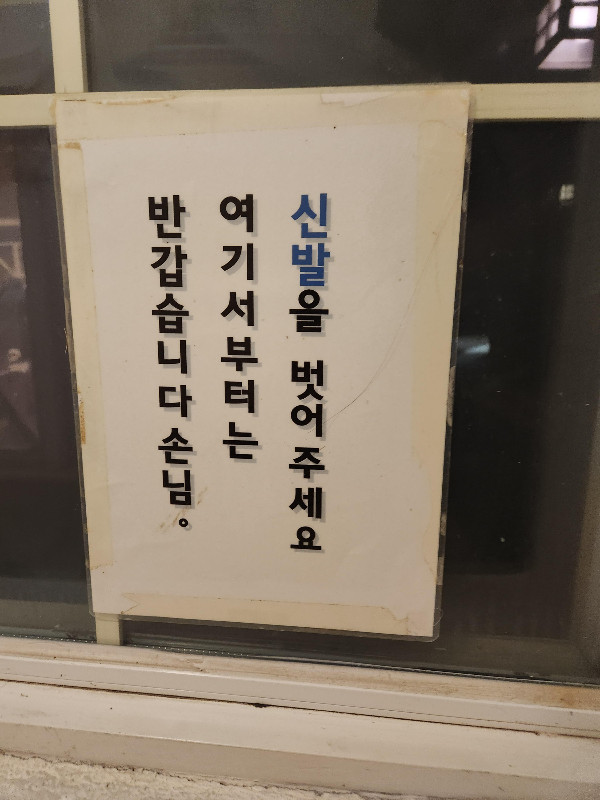 반갑습니다손님。
여기서부터는
신발을 벗어주세요